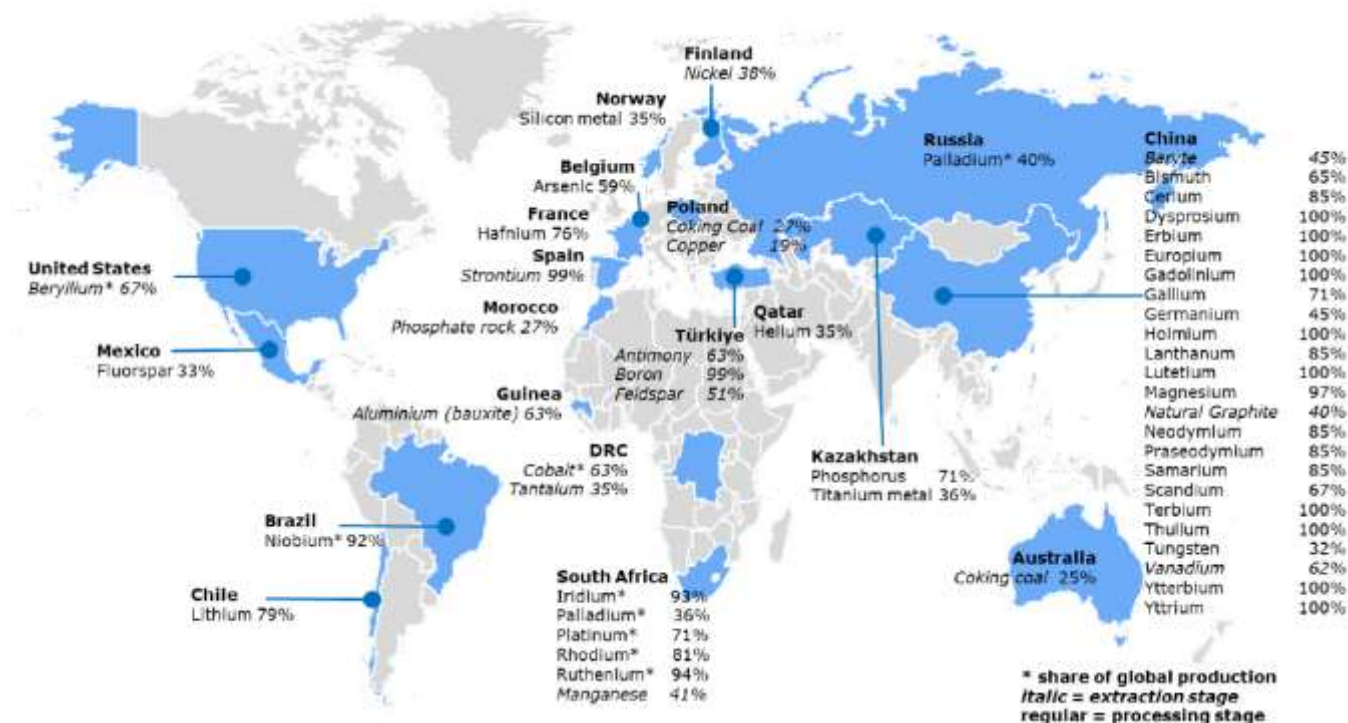 Finland
Nickel 38%
Norway
Silicon metal 35%
Belgium
Arsenic 59%
France
Hafnium 76%
Spain
Strontium 99%
Morocco
Phosphate rock 27%
Poland
Coking Coal 27%
Copper 19%
Russia
Palladium* 40%
United States
Beryllium* 67%
Mexico
Fluorspar 33%
Qatar
Helium 35%
Türkiye
Antimony 63%
Boron 99%
Feldspar 51%
Guinea
Aluminium (bauxite) 63%
DRC
Cobalt* 63%
Tantalum 35%
Kazakhstan
Phosphorus 71%
Titanium metal 36%
Brazil
Niobium* 92%
Chile
Lithium 79%
South Africa
Iridium* 93%
Palladium* 36%
Platinum* 71%
Rhodium* 81%
Ruthenium* 94%
Manganese 41%
Australia
Coking coal 25%
China
Baryte 45%
Bismuth 65%
Cerium 85%
Dysprosium 100%
Erbium 100%
Europium 100%
Gadolinium 100%
Gallium 71%
Germanium 45%
Holmium 100%
Lanthanum 85%
Lutetium 100%
Magnesium 97%
Natural Graphite 40%
Neodymium 85%
Praseodymium 85%
Samarium 85%
Scandium 67%
Terbium 100%
Thulium 100%
Tungsten 32%
Vanadium 62%
Ytterbium 100%
Yttrium 100%
* share of global production
italic = extraction stage
regular = processing stage